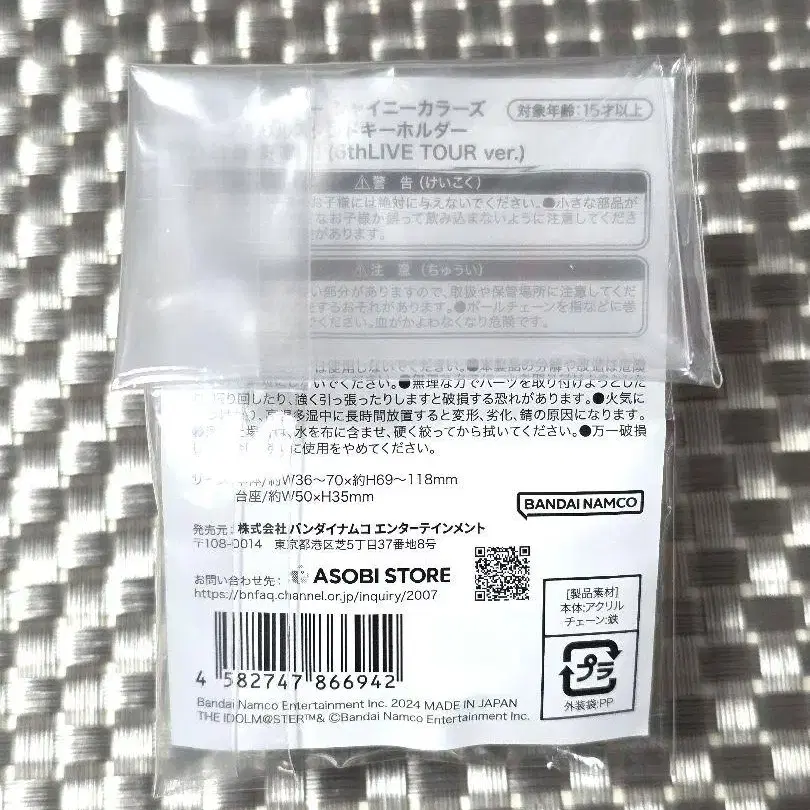 ー シャイニーカラーズ
対象年齢:15才以上
ンドキーホルダー
(6thLIVE TOUR ver.)
⚠警 告(けいこく)
お子様には絶対に与えないでください。●小さな部品が
なお子様が誤って飲み込まないように注意してくださ
があります。
⚠注 意(ちゅうい)
い部分がありますので、取扱や保管場所に注意してくだ
するおそれがあります。●ボールチェーンを指などに巻
ください。血がかよわなくなり危険です。
は使用しないでください。●本製品の分解や改造は危険
しないでください。●無理な力でパーツを取り付けようとした
り回したり、強く引っ張ったりしますと破損する恐れがあります。●火気に
高温多湿中に長時間放置すると変形、劣化、錆の原因になります。
は、水を布に含ませ、硬く絞ってから拭いてください。●万一破損
に使用をやめてください。
/約W36~70×約H69~118mm
台座/約W50×H35mm
BANDAI NAMCO
発売元: 株式会社 バンダイナムコ エンターテインメント
〒108-0014 東京都港区芝5丁目37番地8号
お問い合わせ先: ASOBI STORE
https://bnfaq.channel.or.jp/inquiry/2007
[製品素材]
本体:アクリル
チェーン:鉄
プラ
外装袋:PP
4 582747 866942
Bandai Namco Entertainment Inc. 2024 MADE IN JAPAN
THE IDOLM@STER™& ©Bandai Namco Entertainment Inc.